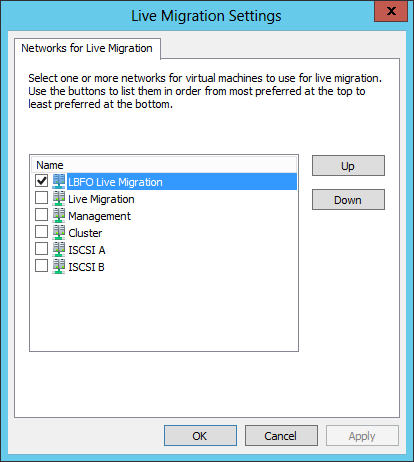 Live Migration Settings
x
Networks for Live Migration
Select one or more networks for virtual machines to use for live migration.
Use the buttons to list them in order from most preferred at the top to
least preferred at the bottom.
Name
Up
LBFO Live Migration
Live Migration
Down
Management
Cluster
ISCSI A
ISCSI B
OK
Cancel
Apply